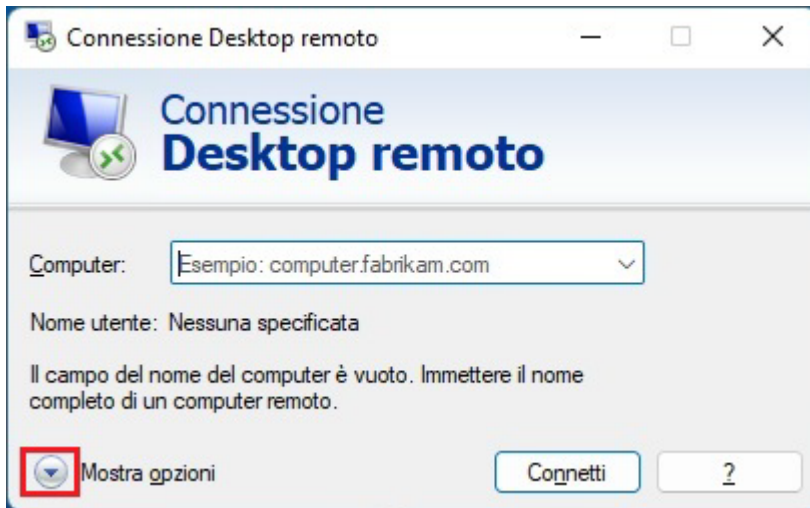 Connessione Desktop remoto
Connessione
Desktop remoto
Computer: Esempio: computer.fabrikam.com
Nome utente: Nessuna specificata
Il campo del nome del computer è vuoto. Immettere il nome
completo di un computer remoto.
Mostra opzioni Connetti ?